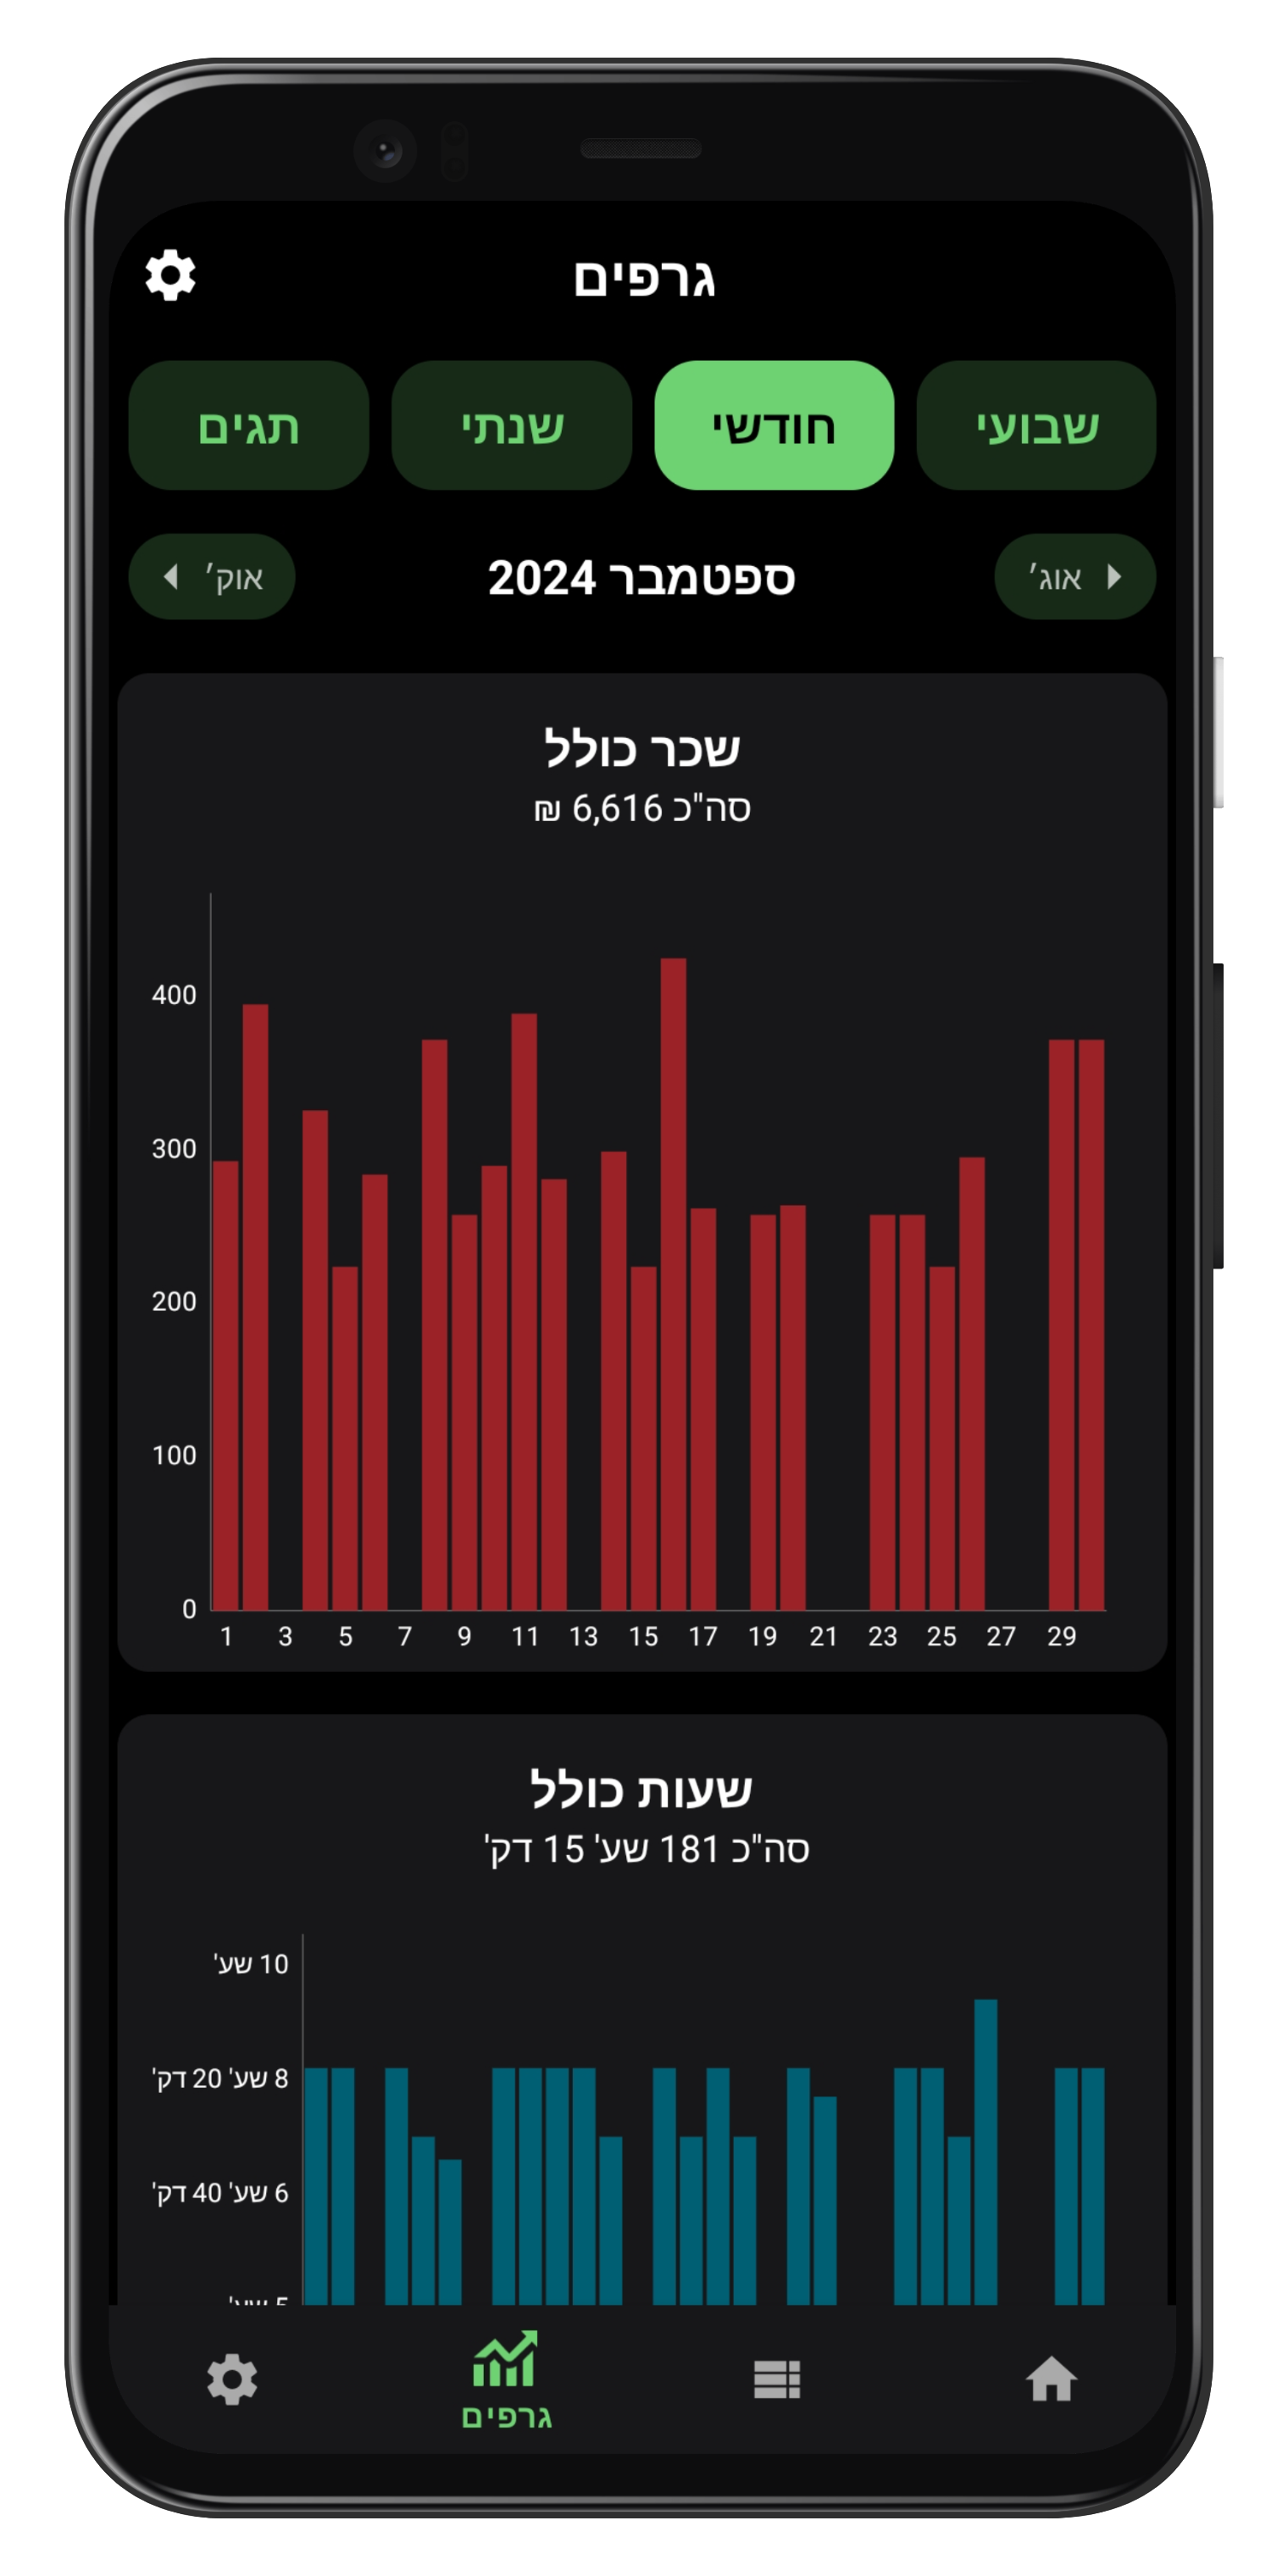 גרפים
שבועי
חודשי
שנתי
תגים
אוג׳
ספטמבר 2024
אוק׳
שכר כולל
סה"כ 6,616 ₪
400
300
200
100
0
1 3 5 7 9 11 13 15 17 19 21 23 25 27 29
שעות כולל
סה"כ 181 שע' 15 דק'
10 שע'
8 שע' 20 דק'
6 שע' 40 דק'
5 שע'
גרפים